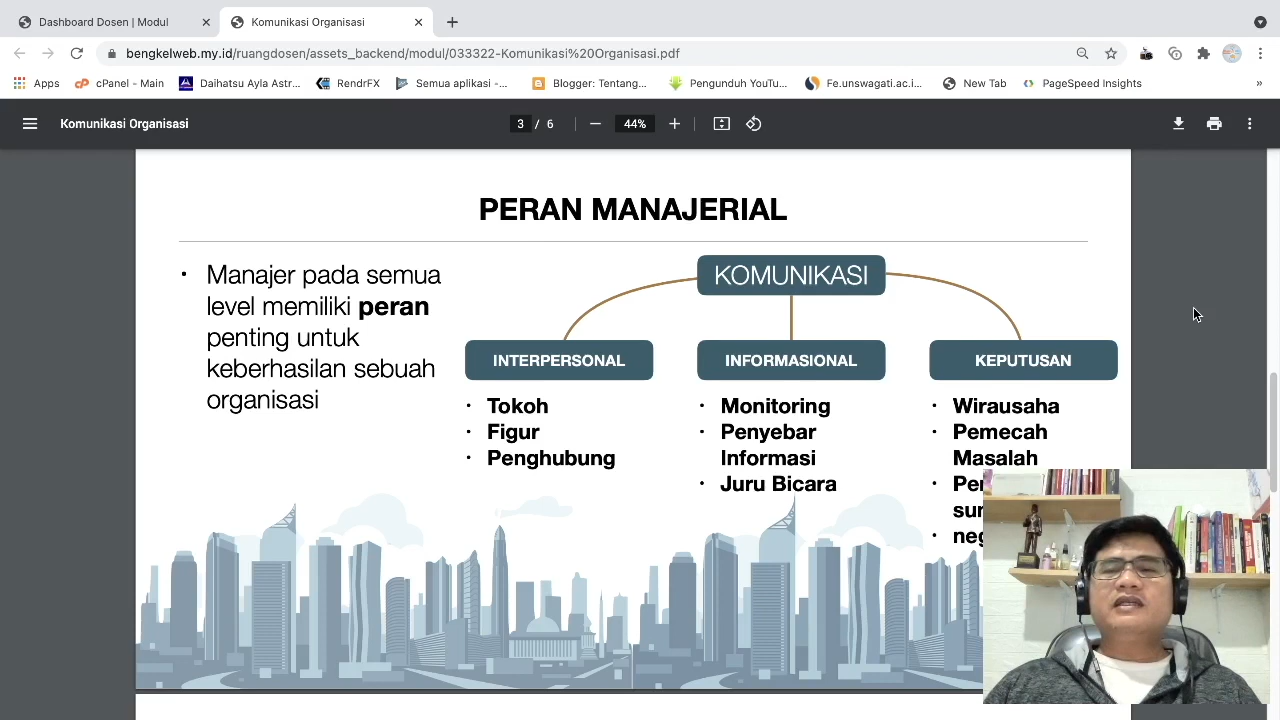 Dashboard Dosen | Modul
Komunikasi Organisasi
bengkelweb.my.id/ruangdosen/assets_backend/modul/033322-Komunikasi%20Organisasi.pdf
Apps
cPanel - Main
Daihatsu Ayla Astr...
RendrFX
Semua aplikasi -...
Blogger: Tentang...
Pengunduh YouTu...
Fe.unswagati.ac.i...
New Tab
PageSpeed Insights
»
Komunikasi Organisasi
3 / 6
44%
PERAN MANAJERIAL
• Manajer pada semua
level memiliki peran
penting untuk
keberhasilan sebuah
organisasi
KOMUNIKASI
INTERPERSONAL
• Tokoh
• Figur
• Penghubung
INFORMASIONAL
• Monitoring
• Penyebar
Informasi
• Juru Bicara
KEPUTUSAN
• Wirausaha
• Pemecah
Masalah